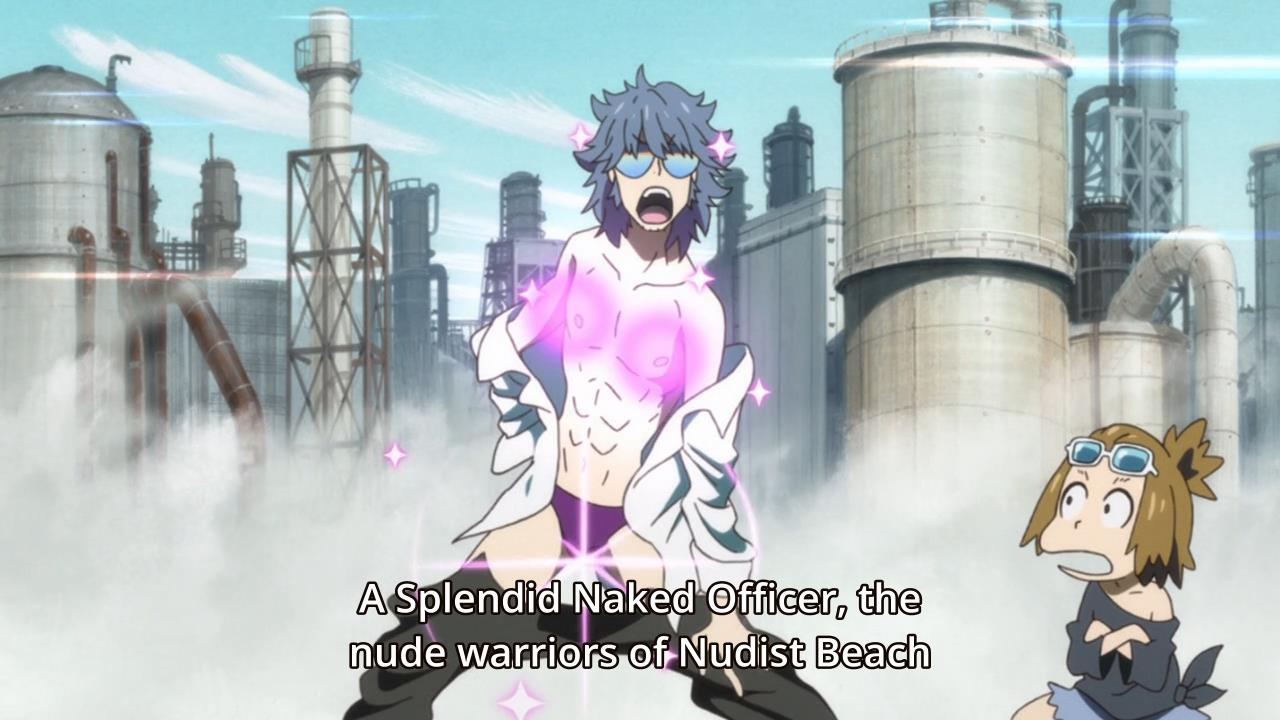 A Splendid Naked Officer, the
nude warriors of Nudist Beach